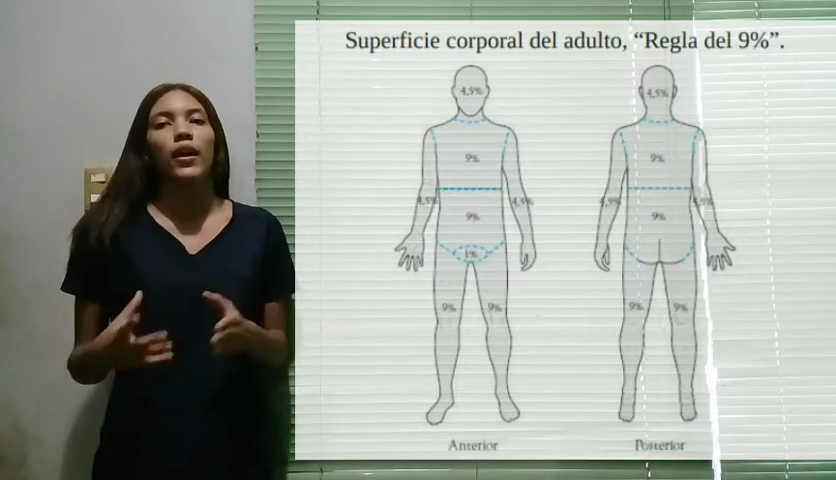 Superficie corporal del adulto, “Regla del 9%”.
4,5% 4,5%
9% 9%
4,5% 4,5% 4,5% 4,5%
9% 9%
1%
9% 9% 9% 9%
Anterior Posterior